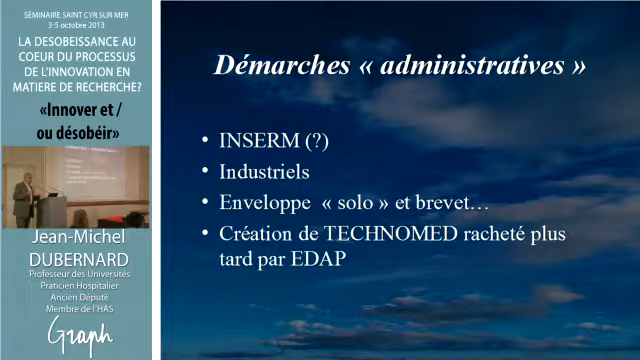 SÉMINAIRE SAINT CYR SUR MER
3-5 octobre 2013
LA DESOBEISSANCE AU
COEUR DU PROCESSUS
DE L'INNOVATION EN
MATIERE DE RECHERCHE?
«Innover et /
ou désobéir»
Jean-Michel
DUBERNARD
Professeur des Universités
Praticien Hospitalier
Ancien Député
Membre de l'HAS
Graph
Démarches « administratives »
• INSERM (?)
• Industriels
• Enveloppe « solo » et brevet…
• Création de TECHNOMED racheté plus
tard par EDAP